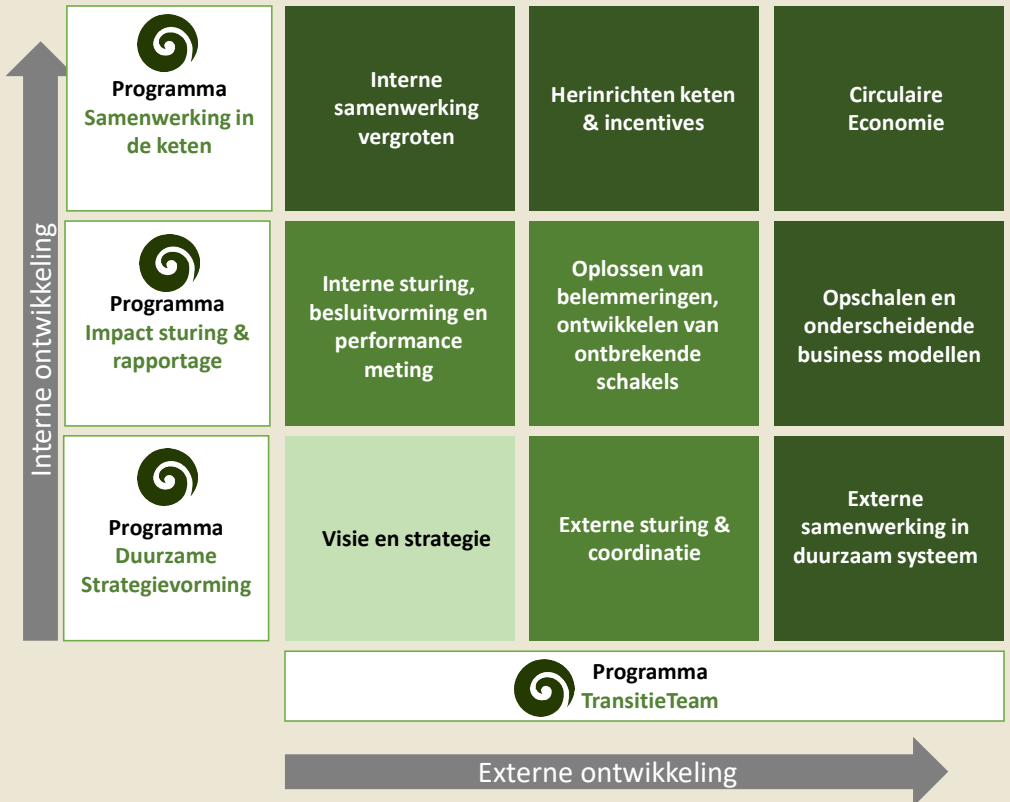 Programma
Samenwerking in
de keten
Interne
samenwerking
vergroten
Herinrichten keten
& incentives
Circulaire
Economie
Interne ontwikkeling
Programma
Impact sturing &
rapportage
Interne sturing,
besluitvorming en
performance
meting
Oplossen van
belemmeringen,
ontwikkelen van
ontbrekende
schakels
Opschalen en
onderscheidende
business modellen
Programma
Duurzame
Strategievorming
Visie en strategie
Externe sturing &
coordinatie
Externe
samenwerking in
duurzaam systeem
Programma
TransitieTeam
Externe ontwikkeling